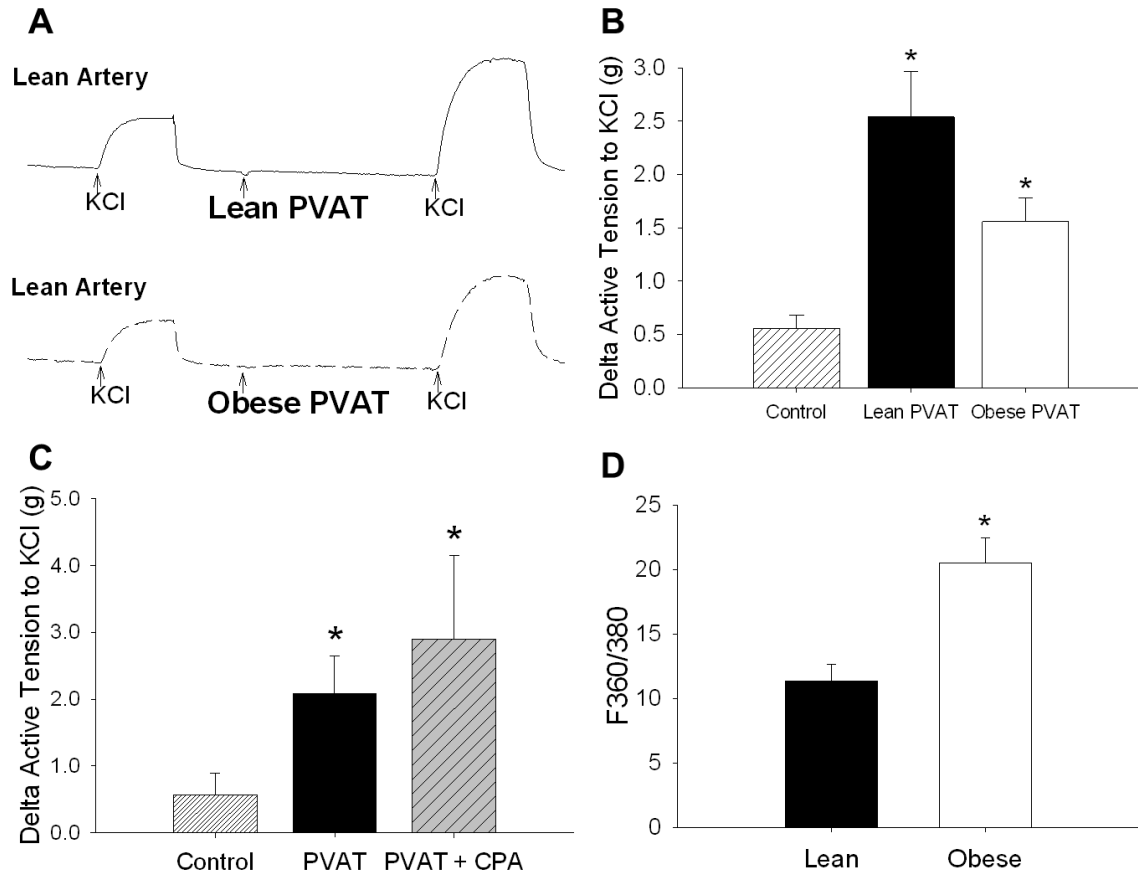 A
Lean Artery
KCl
Lean PVAT
KCl
Lean Artery
KCl
Obese PVAT
KCl
B
Delta Active Tension to KCl (g)
3.0
2.5
2.0
1.5
1.0
0.5
0.0
*
*
Control Lean PVAT Obese PVAT
C
Delta Active Tension to KCl (g)
5.0
4.0
3.0
2.0
1.0
0.0
*
*
Control PVAT PVAT + CPA
D
F360/380
25
20
15
10
5
0
*
Lean Obese